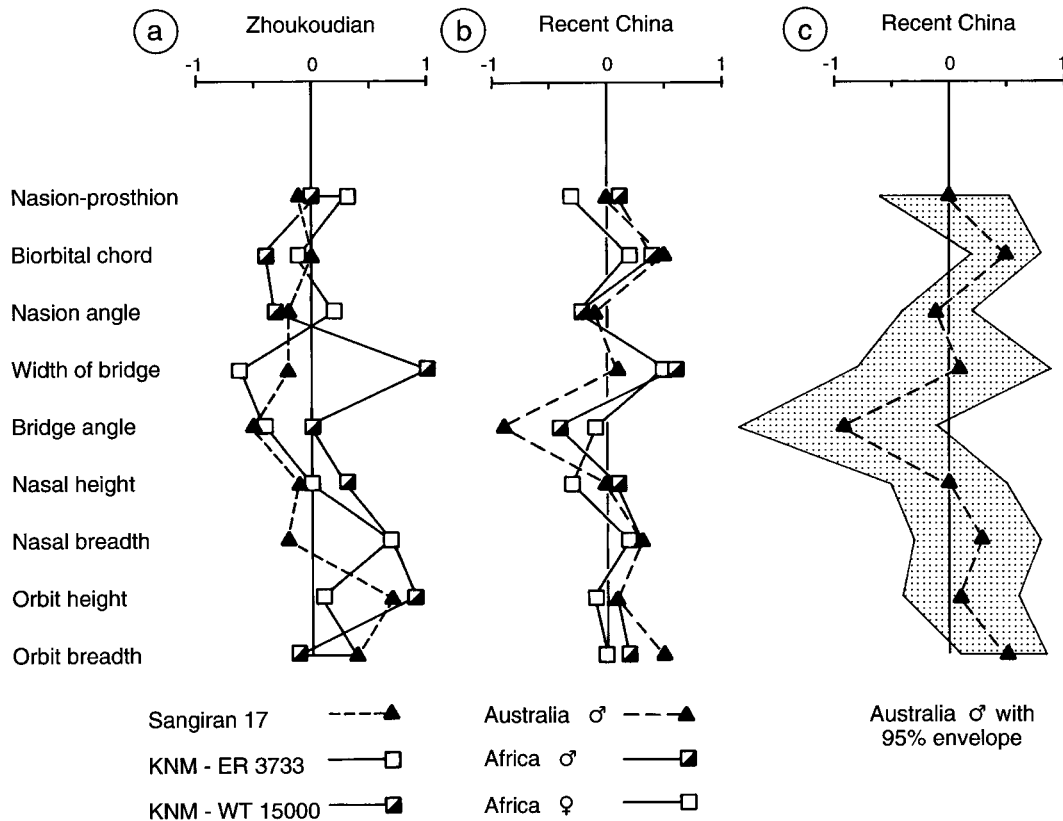 a Zhoukoudian b Recent China c Recent China
-1 0 1 -1 0 1 -1 0 1
Nasion-prosthion
Biorbital chord
Nasion angle
Width of bridge
Bridge angle
Nasal height
Nasal breadth
Orbit height
Orbit breadth
Sangiran 17
KNM - ER 3733
KNM - WT 15000
Australia ♂
Africa ♂
Africa ♀
Australia ♂ with
95% envelope